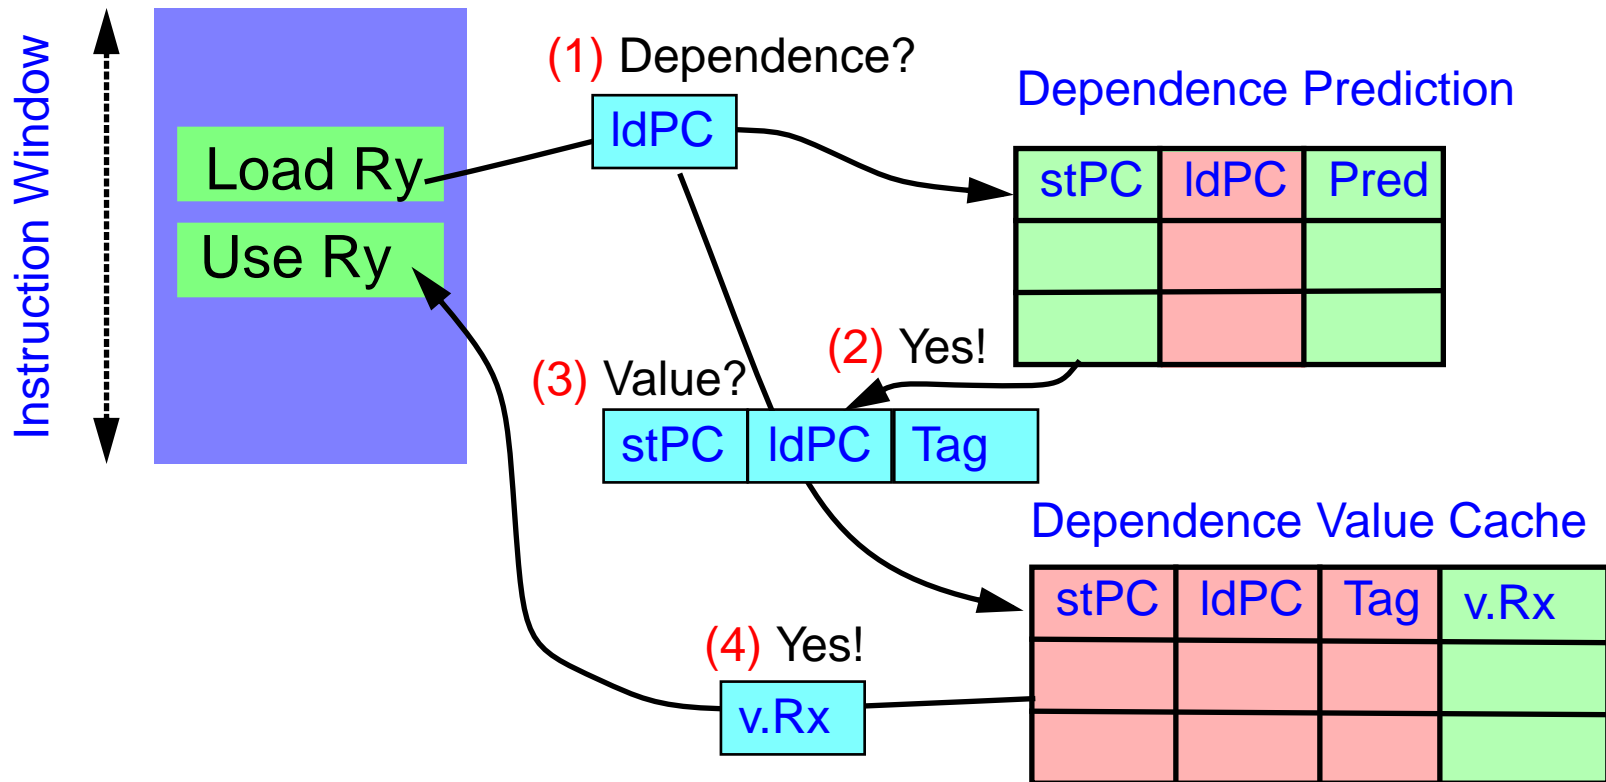 Instruction Window
Load Ry
Use Ry
(1) Dependence?
ldPC
Dependence Prediction
stPC ldPC Pred
(2) Yes!
(3) Value?
stPC ldPC Tag
Dependence Value Cache
stPC ldPC Tag v.Rx
(4) Yes!
v.Rx